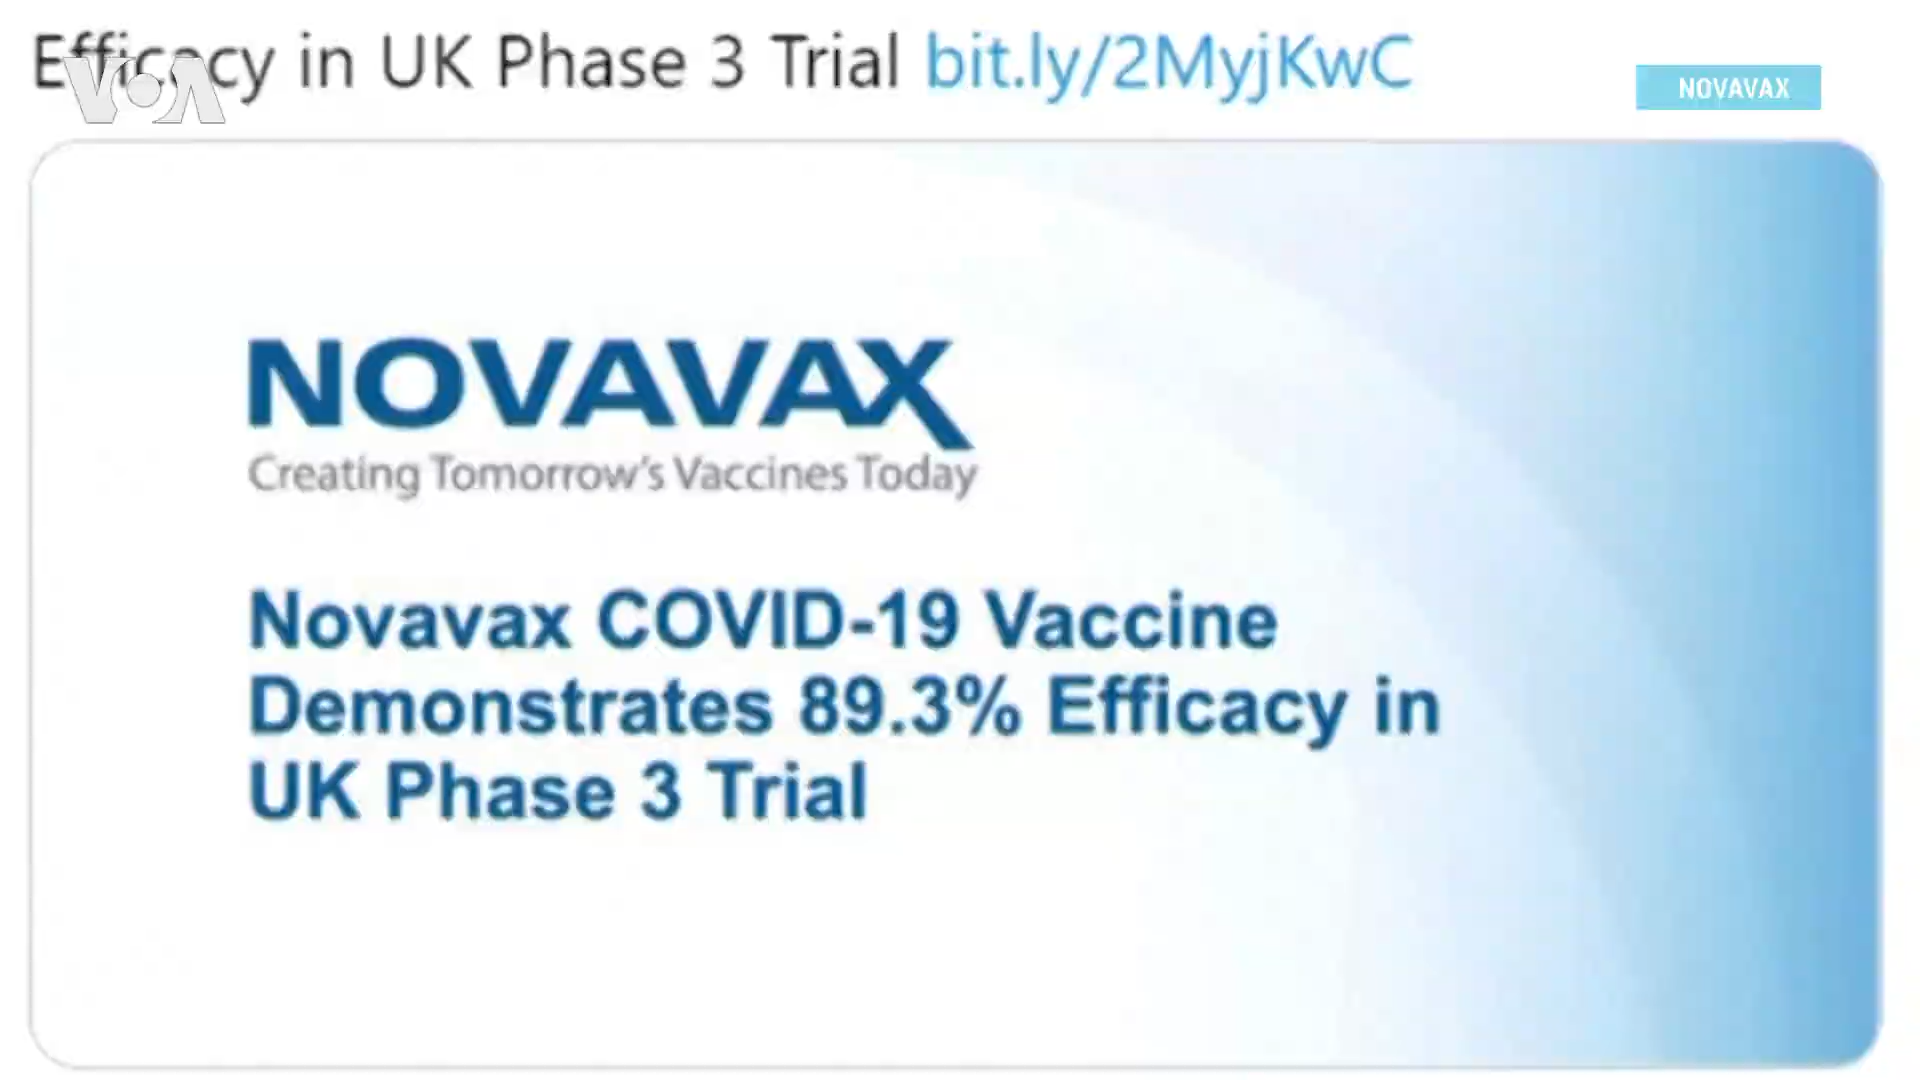 Efficacy in UK Phase 3 Trial bit.ly/2MyjKwC
VOA
NOVAVAX
NOVAVAX
Creating Tomorrow's Vaccines Today
Novavax COVID-19 Vaccine
Demonstrates 89.3% Efficacy in
UK Phase 3 Trial